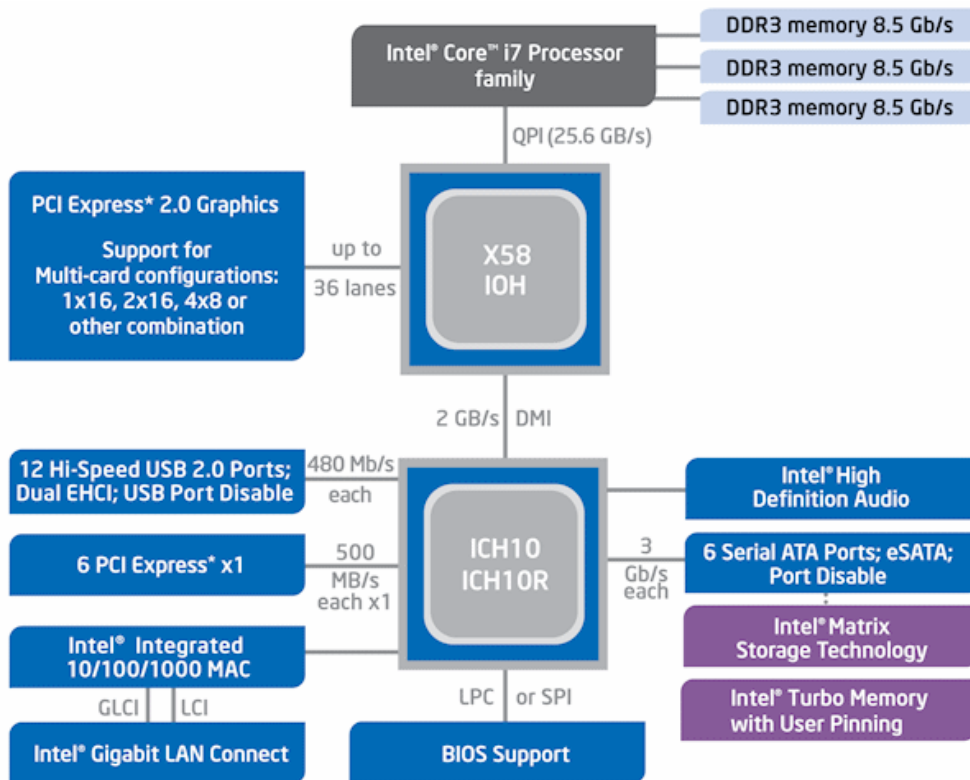 Intel® Core™ i7 Processor
family
DDR3 memory 8.5 Gb/s
DDR3 memory 8.5 Gb/s
DDR3 memory 8.5 Gb/s
QPI (25.6 GB/s)
PCI Express* 2.0 Graphics
Support for
Multi-card configurations:
1x16, 2x16, 4x8 or
other combination
up to
36 lanes
X58
IOH
2 GB/s DMI
12 Hi-Speed USB 2.0 Ports;
Dual EHCI; USB Port Disable
480 Mb/s
each
6 PCI Express* x1
500
MB/s
each x1
Intel® Integrated
10/100/1000 MAC
GLCI LCI
Intel® Gigabit LAN Connect
ICH10
ICH10R
LPC or SPI
BIOS Support
Intel® High
Definition Audio
3
Gb/s
each
6 Serial ATA Ports; eSATA;
Port Disable
Intel® Matrix
Storage Technology
Intel® Turbo Memory
with User Pinning